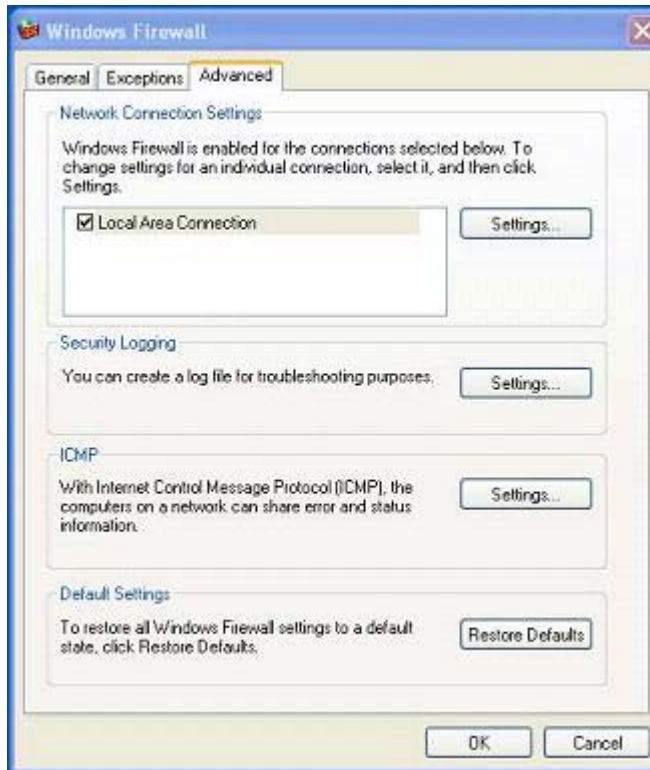 Windows Firewall
General Exceptions Advanced
Network Connection Settings
Windows Firewall is enabled for the connections selected below. To
change settings for an individual connection, select it, and then click
Settings.
Local Area Connection
Settings...
Security Logging
You can create a log file for troubleshooting purposes.
Settings...
ICMP
With Internet Control Message Protocol (ICMP), the
computers on a network can share error and status
information.
Settings...
Default Settings
To restore all Windows Firewall settings to a default
state, click Restore Defaults.
Restore Defaults
OK Cancel